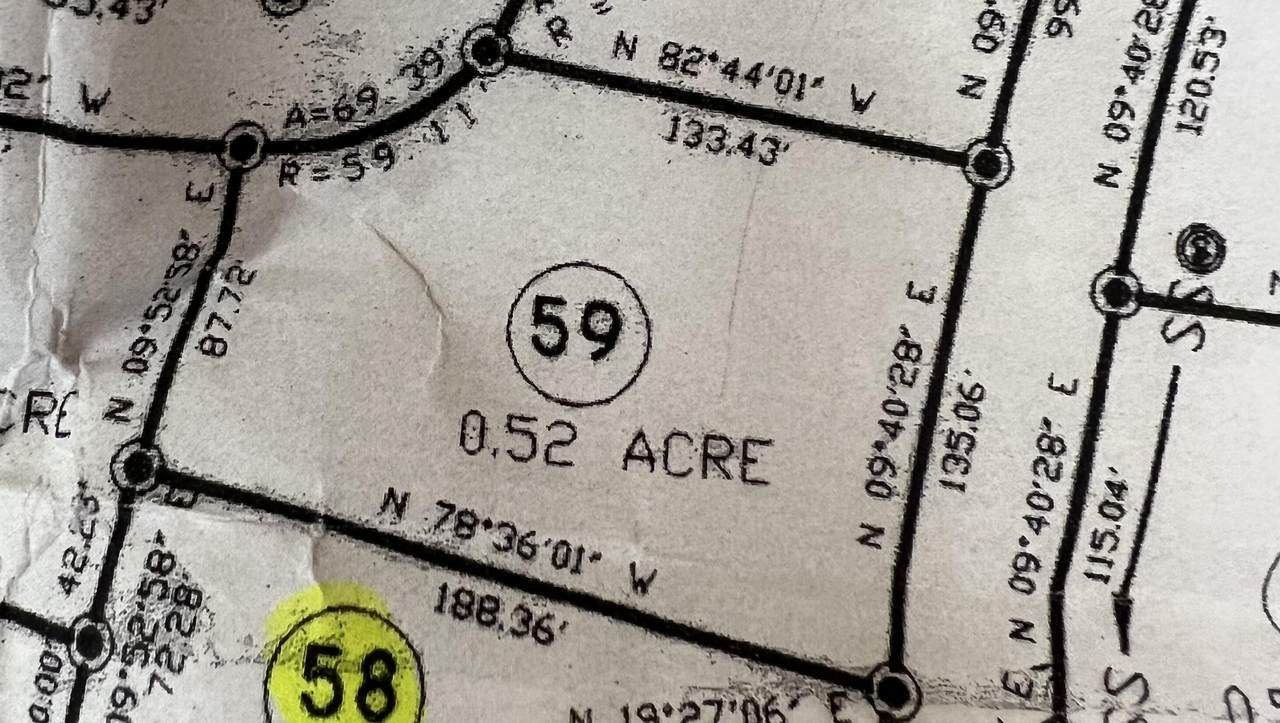 N 82°44'01" W
133.43'
A=69.39'
R=59.11'
W
N 09°
N 09°40'28"
120.53'
N 09°52'58" E
87.72'
59
0.52 ACRE
N 09°40'28" E
135.06'
N 09°40'28" E
115.04'
S
S
N 78°36'01" W
188.36'
58
72.28'
N 19°27'06" E
E